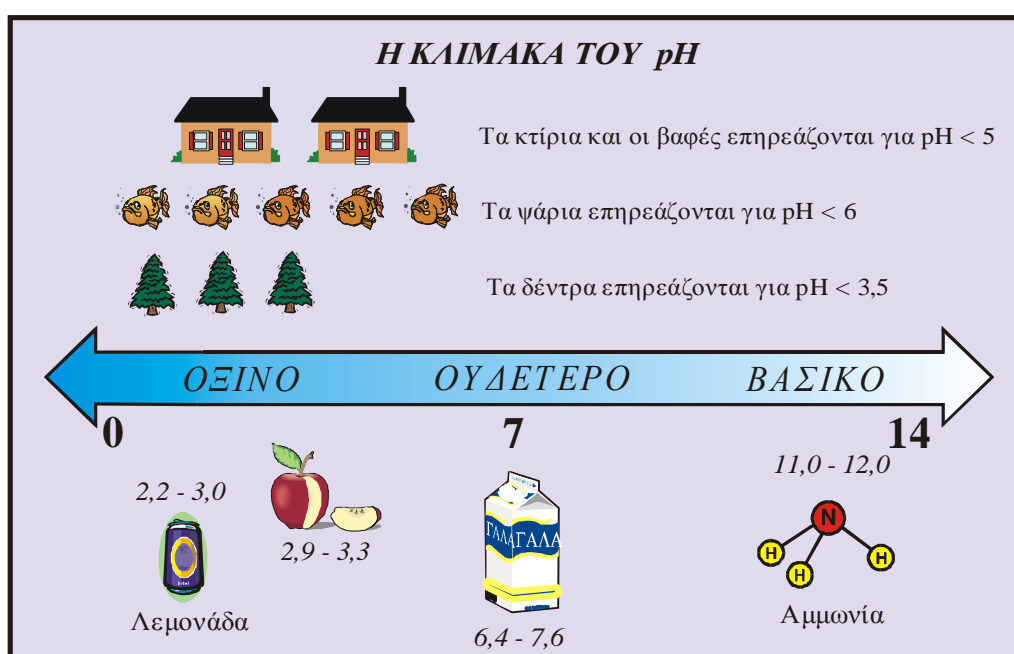 Η ΚΛΙΜΑΚΑ ΤΟΥ pH
Τα κτίρια και οι βαφές επηρεάζονται για pH < 5
Τα ψάρια επηρεάζονται για pH < 6
Τα δέντρα επηρεάζονται για pH < 3,5
ΟΞΙΝΟ ΟΥΔΕΤΕΡΟ ΒΑΣΙΚΟ
0 7 14
2,2 - 3,0
2,9 - 3,3
11,0 - 12,0
N
H H H
ΓΑΛΑ ΓΑΛΑ
Λεμονάδα
6,4 - 7,6
Αμμωνία